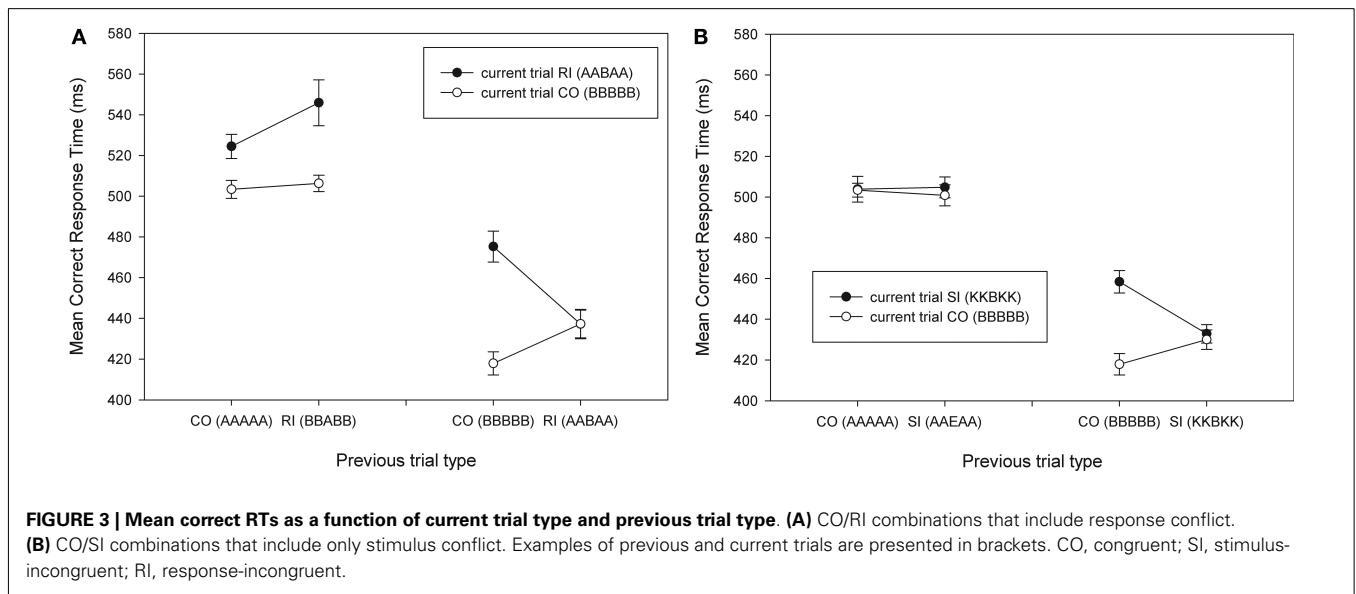 A
580
560
540
520
500
480
460
440
420
400
Mean Correct Response Time (ms)
current trial RI (AABAA)
current trial CO (BBBBB)
CO (AAAAA) RI (BBABB) CO (BBBBB) RI (AABAA)
Previous trial type
B
580
560
540
520
500
480
460
440
420
400
Mean Correct Response Time (ms)
current trial SI (KKBKK)
current trial CO (BBBBB)
CO (AAAAA) SI (AAEAA) CO (BBBBB) SI (KKBKK)
Previous trial type
FIGURE 3 | Mean correct RTs as a function of current trial type and previous trial type. (A) CO/RI combinations that include response conflict.
(B) CO/SI combinations that include only stimulus conflict. Examples of previous and current trials are presented in brackets. CO, congruent; SI, stimulus-
incongruent; RI, response-incongruent.